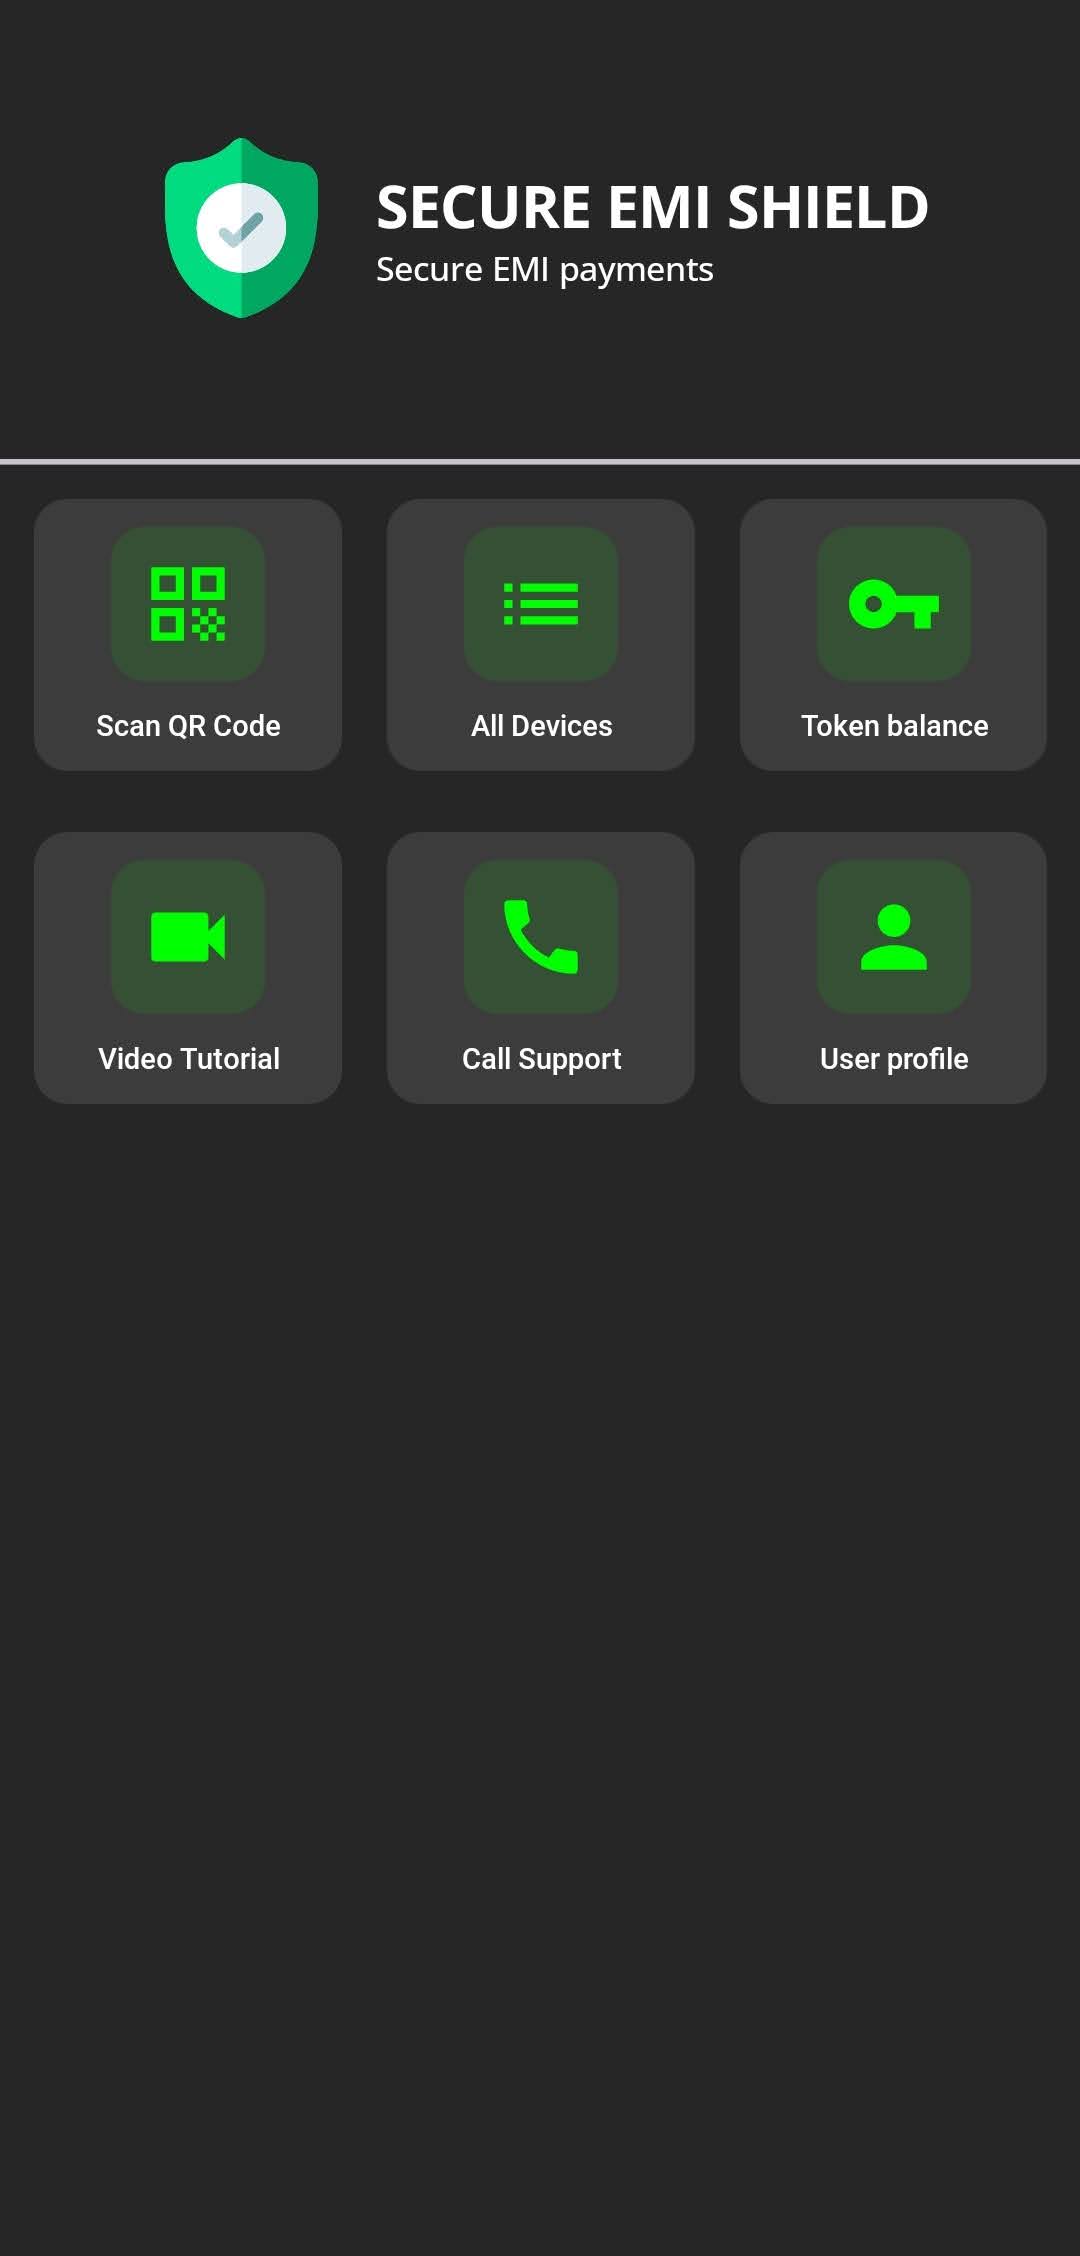 SECURE EMI SHIELD
Secure EMI payments
Scan QR Code
All Devices
Token balance
Video Tutorial
Call Support
User profile